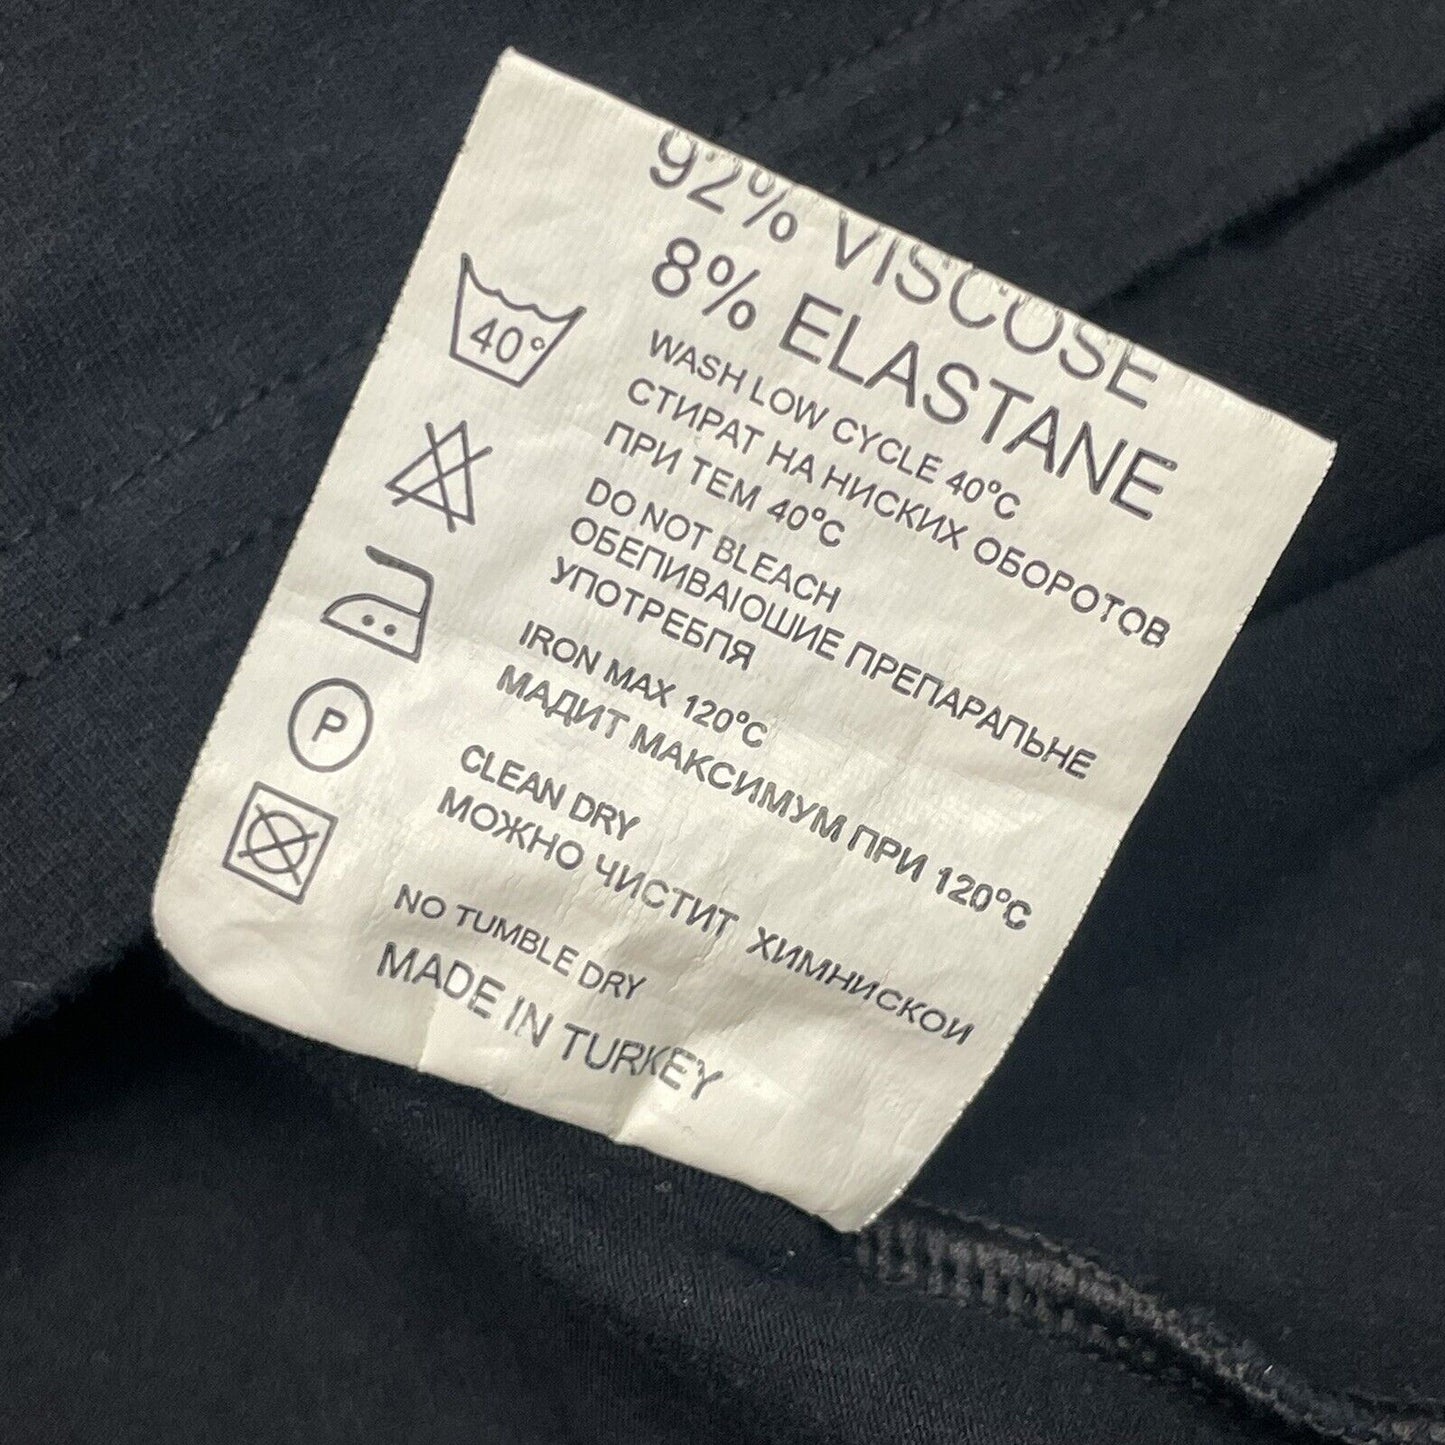 92% VISCOSE
8% ELASTANE
40°
WASH LOW CYCLE 40°C
СТИРАТ НА НИСКИХ ОБОРОТОВ
ПРИ ТЕМ 40°C
DO NOT BLEACH
ОБЕПИВАЮШИЕ ПРЕПАРАПЬНЕ
УПОТРЕБПЯ
IRON MAX 120°C
МАДИТ МАКСИМУМ ПРИ 120°C
P
CLEAN DRY
МОЖНО ЧИСТИТ ХИМНИСКОИ
NO TUMBLE DRY
MADE IN TURKEY